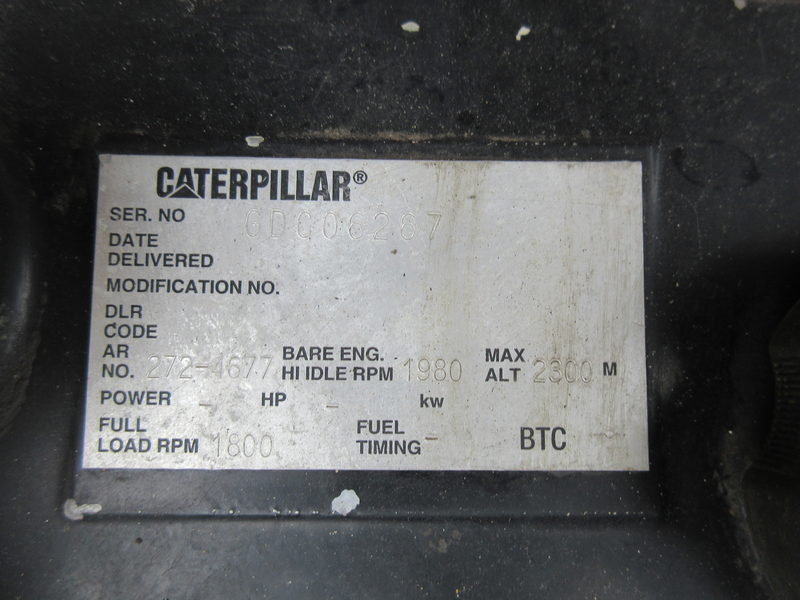 CATERPILLAR®
SER. NO 6DG06287
DATE
DELIVERED
MODIFICATION NO.
DLR
CODE
AR
NO. 272-4677 BARE ENG. HI IDLE RPM 1980 MAX ALT 2300 M
POWER - HP - kw
FULL
LOAD RPM 1800 FUEL TIMING - BTC